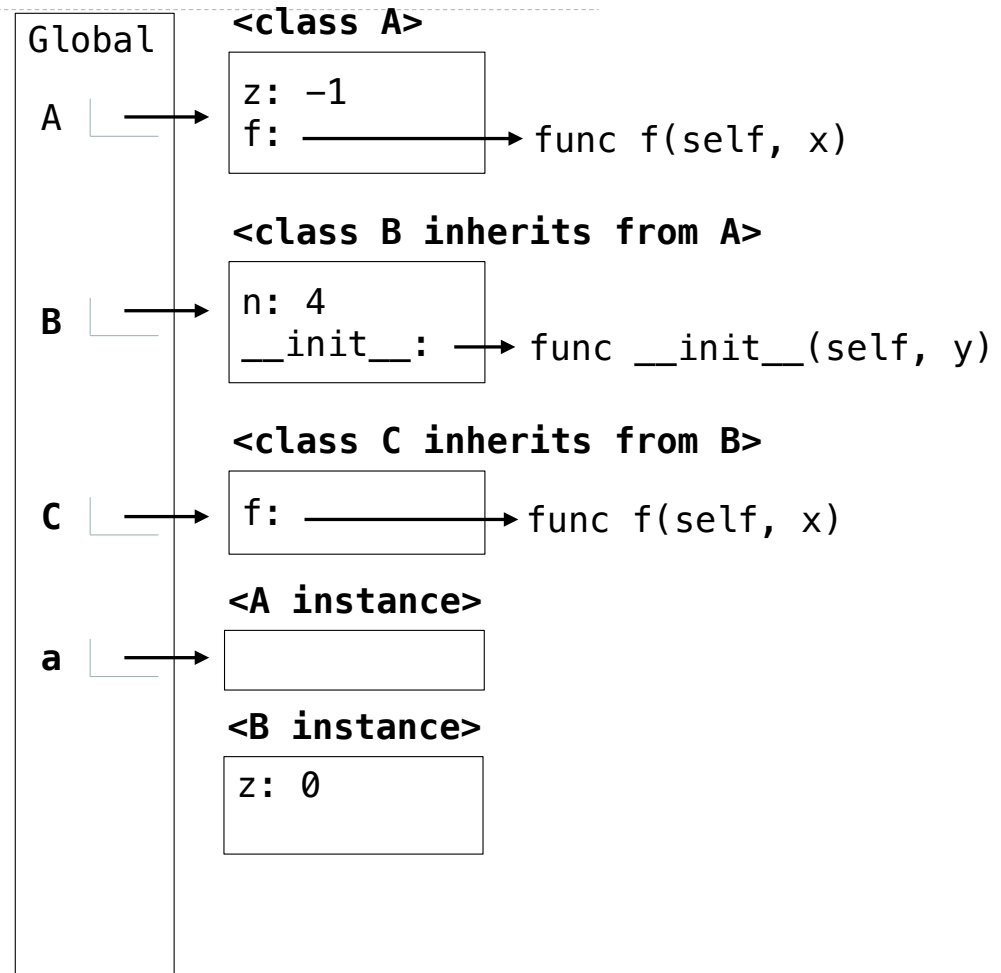 Global
<class A>
A
z: −1
f:
func f(self, x)
<class B inherits from A>
B
n: 4
__init__:
func __init__(self, y)
<class C inherits from B>
C
f:
func f(self, x)
<A instance>
a
<B instance>
z: 0